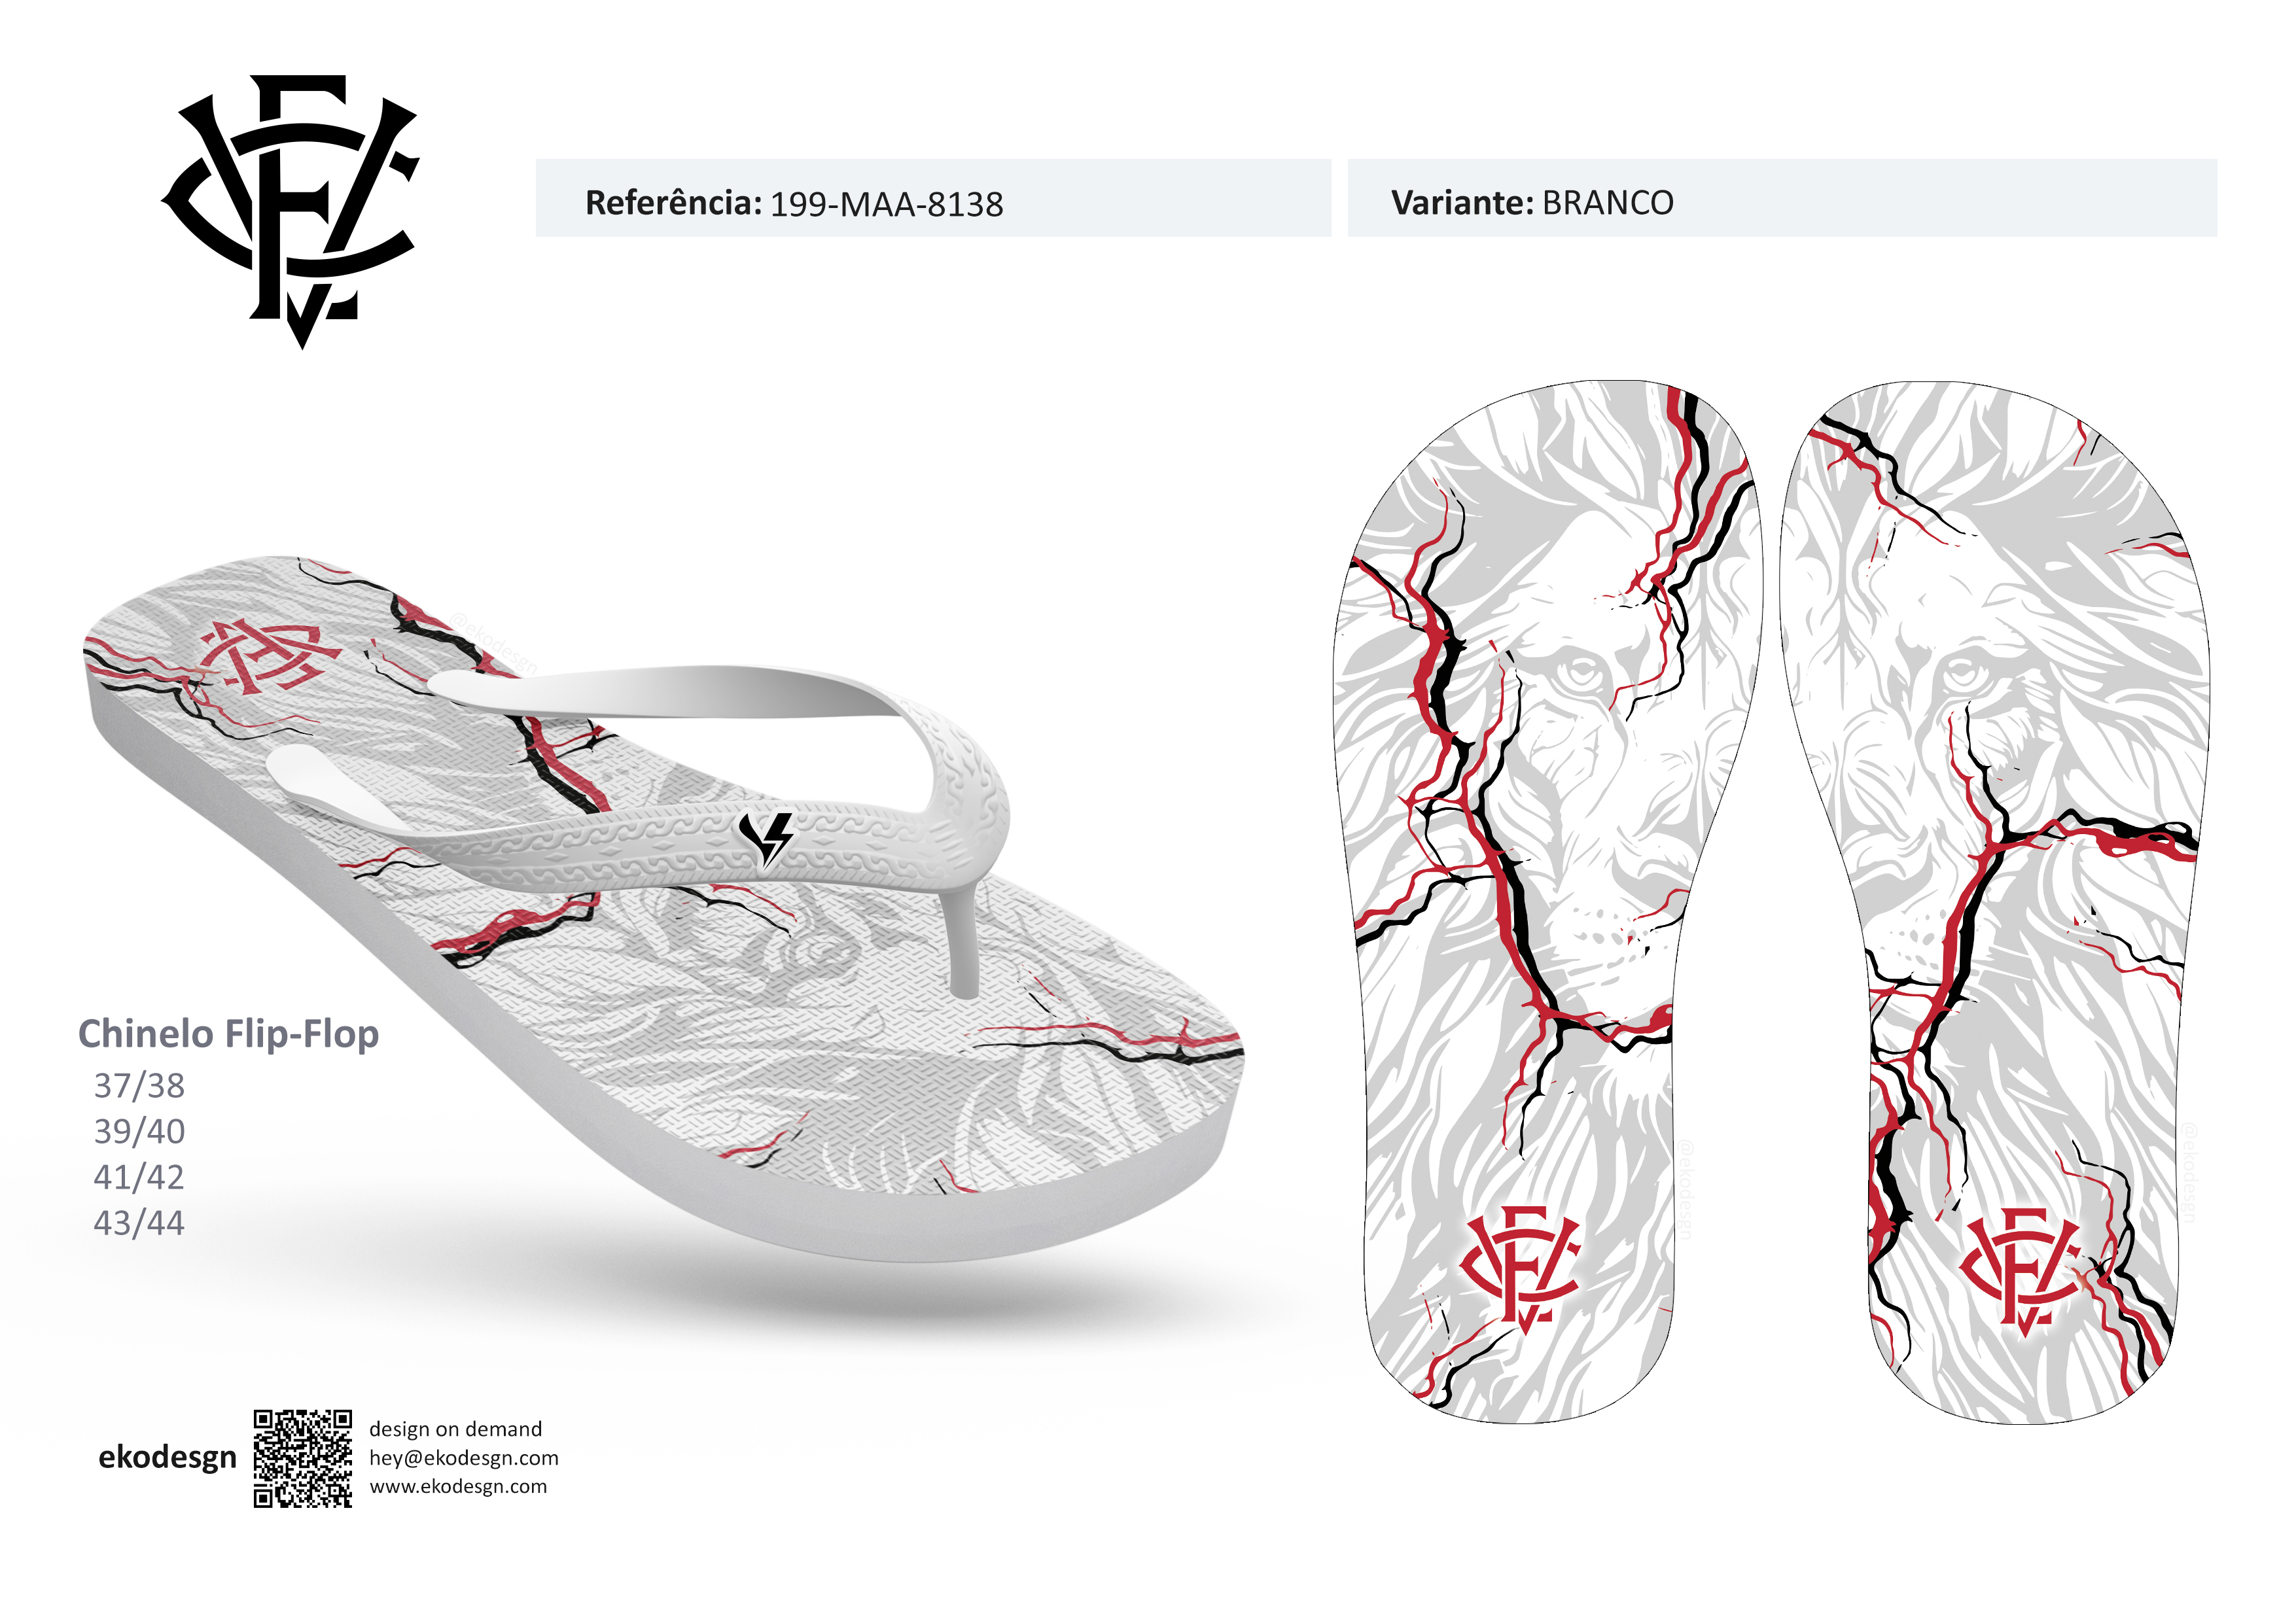 Referência: 199-MAA-8138
Variante: BRANCO
@ekodesgn
Chinelo Flip-Flop
37/38
39/40
41/42
43/44
@ekodesgn
@ekodesgn
ekodesgn
design on demand
hey@ekodesgn.com
www.ekodesgn.com